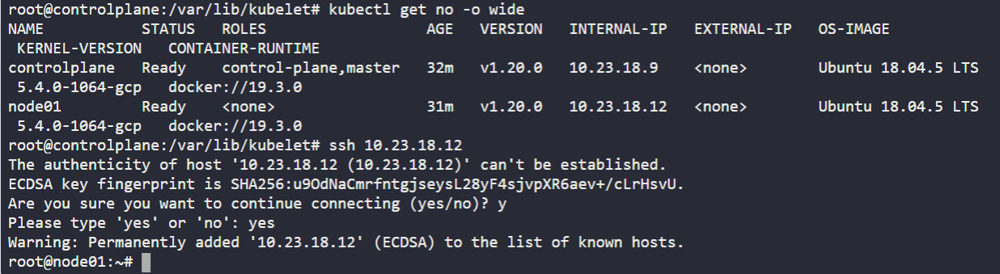 root@controlplane:/var/lib/kubelet# kubectl get no -o wide
NAME           STATUS   ROLES                  AGE   VERSION   INTERNAL-IP   EXTERNAL-IP   OS-IMAGE
 KERNEL-VERSION   CONTAINER-RUNTIME
controlplane   Ready    control-plane,master   32m   v1.20.0   10.23.18.9    <none>        Ubuntu 18.04.5 LTS
 5.4.0-1064-gcp   docker://19.3.0
node01         Ready    <none>                 31m   v1.20.0   10.23.18.12   <none>        Ubuntu 18.04.5 LTS
 5.4.0-1064-gcp   docker://19.3.0
root@controlplane:/var/lib/kubelet# ssh 10.23.18.12
The authenticity of host '10.23.18.12 (10.23.18.12)' can't be established.
ECDSA key fingerprint is SHA256:u9OdNaCmrfntgjseysL28yF4sjvpXR6aev+/cLrHsvU.
Are you sure you want to continue connecting (yes/no)? y
Please type 'yes' or 'no': yes
Warning: Permanently added '10.23.18.12' (ECDSA) to the list of known hosts.
root@node01:~#